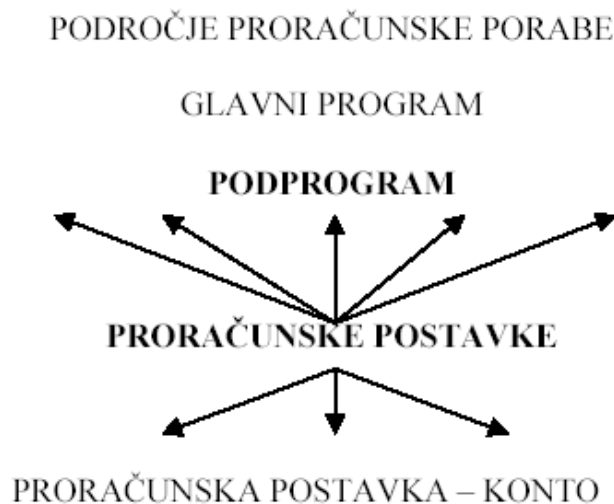 PODROČJE PRORAČUNSKE PORABE
GLAVNI PROGRAM
PODPROGRAM
PRORAČUNSKE POSTAVKE
PRORAČUNSKA POSTAVKA – KONTO